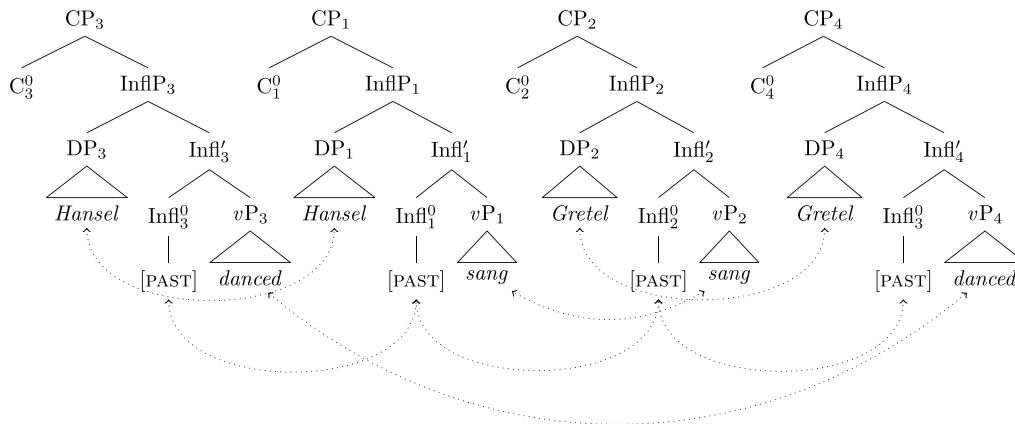 CP₃ CP₁ CP₂ CP₄
C⁰₃ InflP₃ C⁰₁ InflP₁ C⁰₂ InflP₂ C⁰₄ InflP₄
DP₃ Infl′₃ DP₁ Infl′₁ DP₂ Infl′₂ DP₄ Infl′₄
Hansel Infl⁰₃ vP₃ Hansel Infl⁰₁ vP₁ Gretel Infl⁰₂ vP₂ Gretel Infl⁰₃ vP₄
[PAST] danced [PAST] sang [PAST] sang [PAST] danced